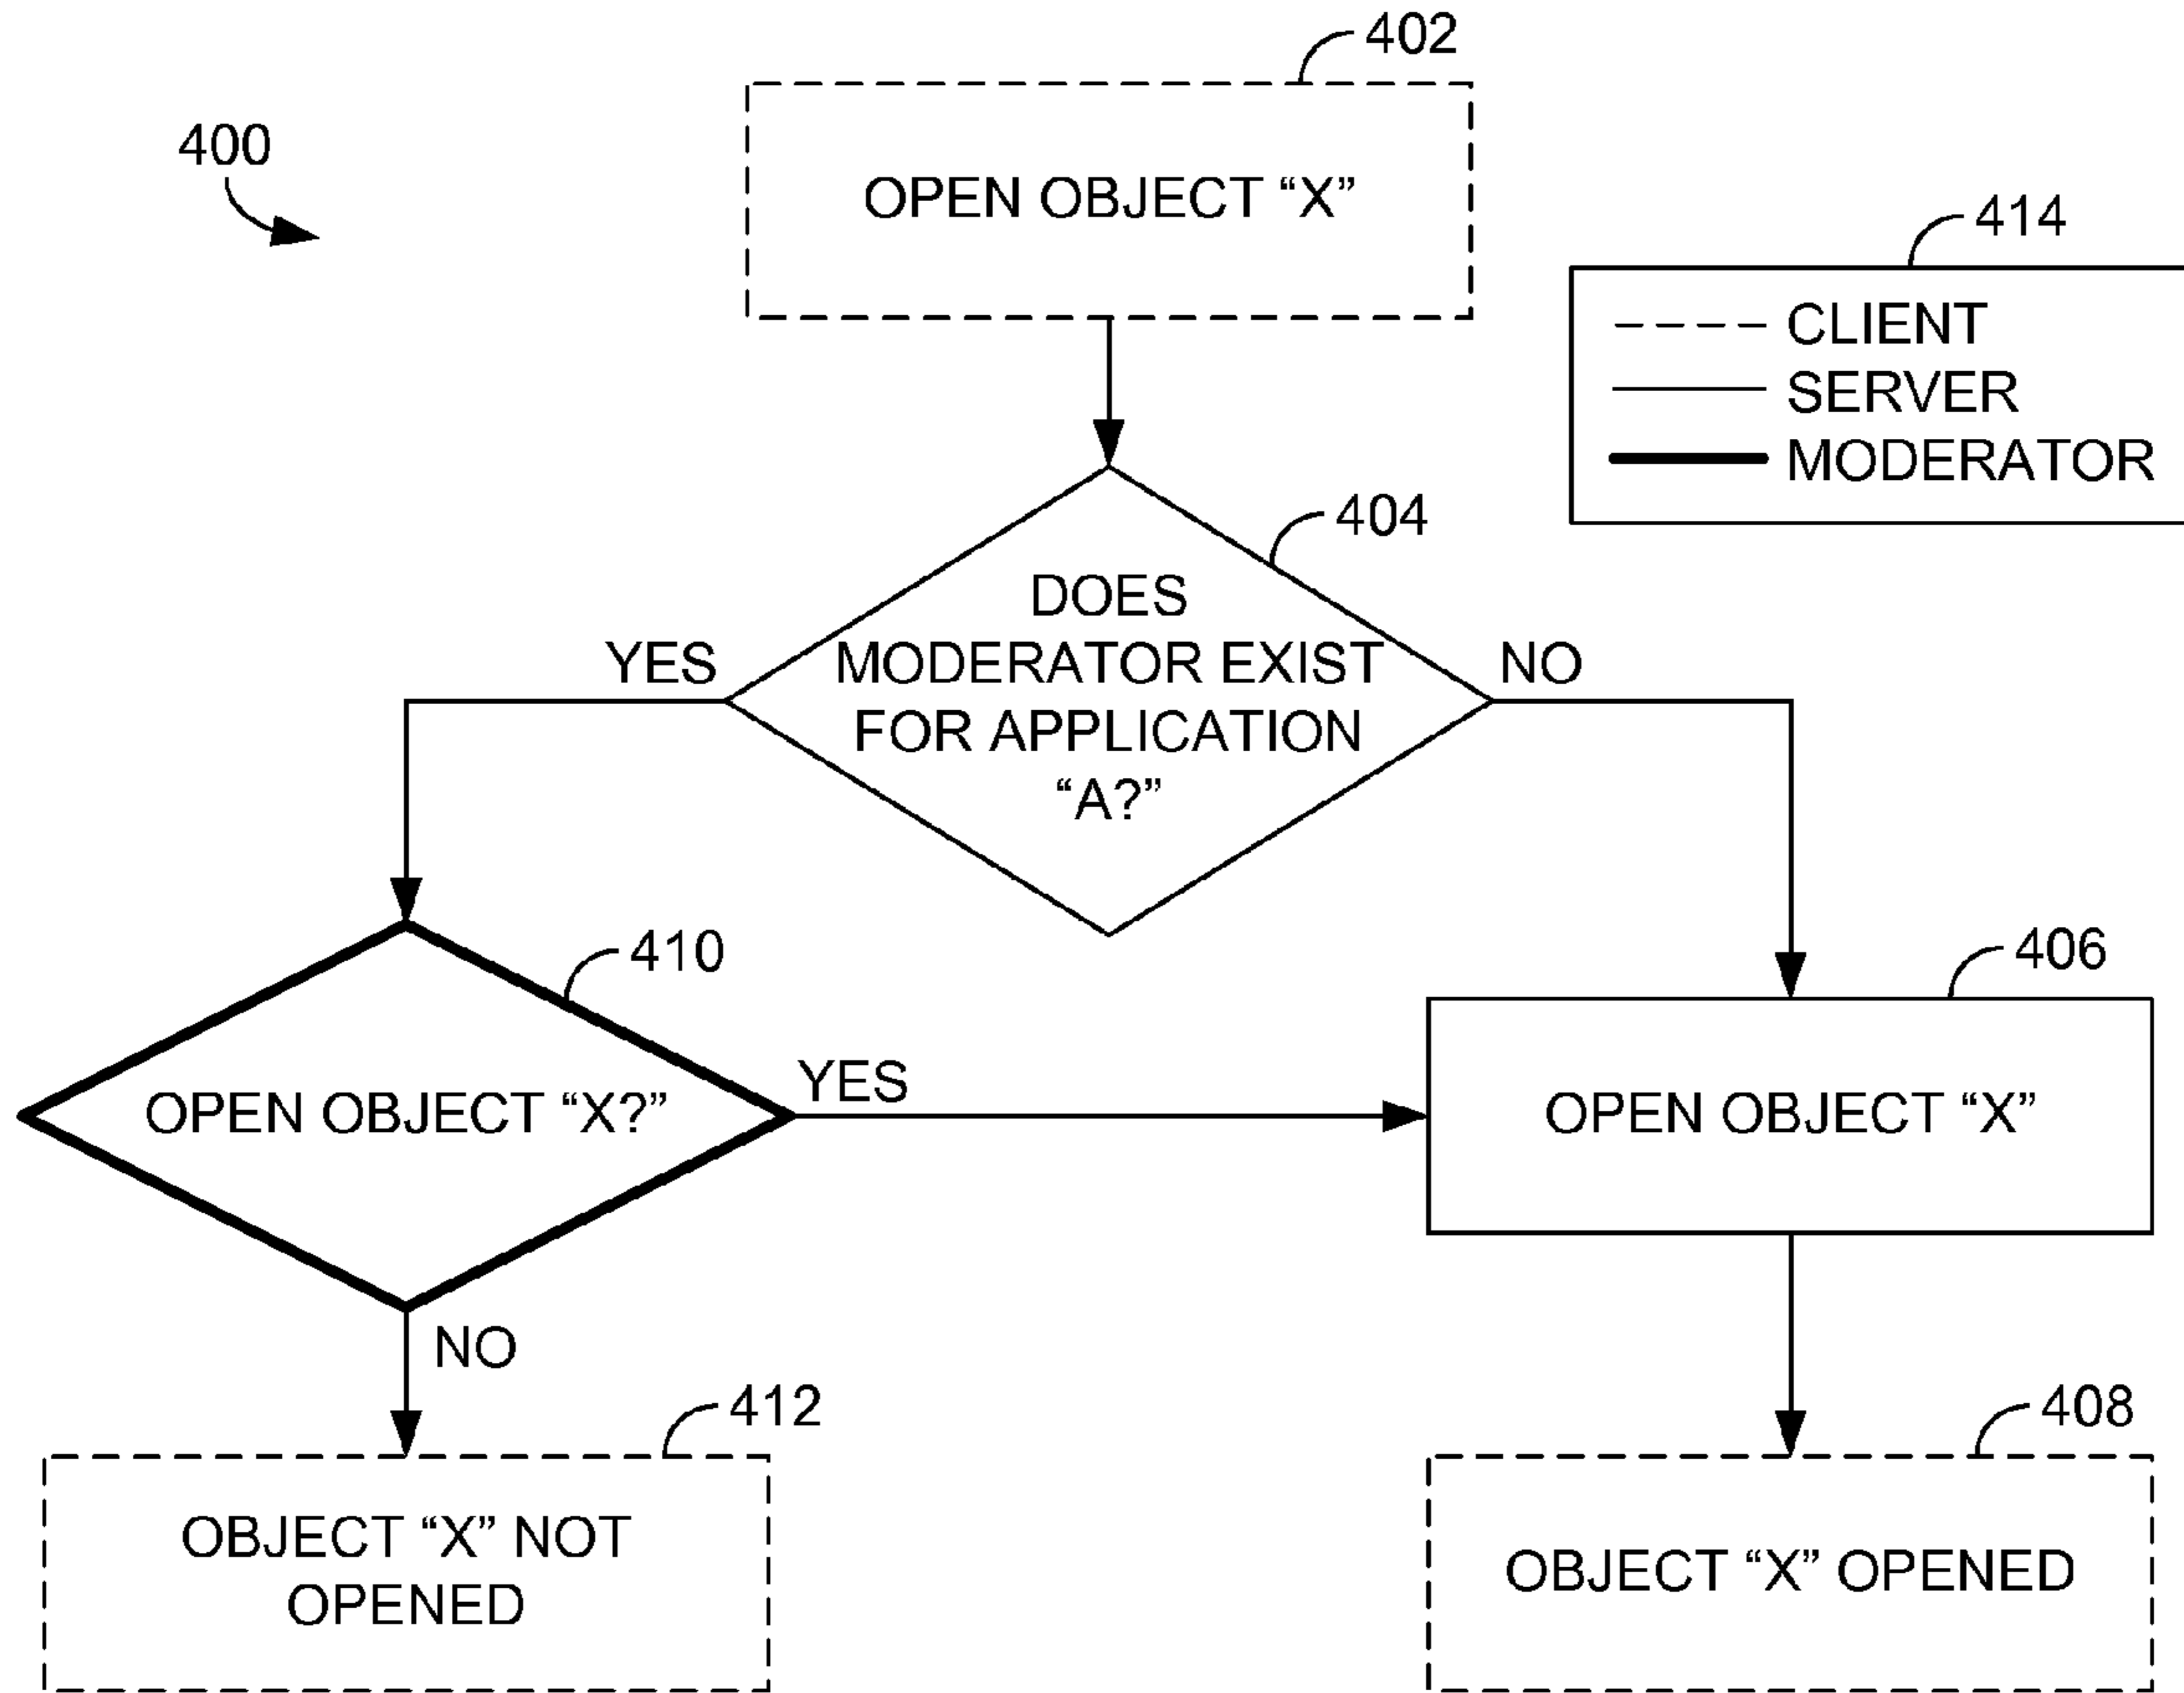 402
400
OPEN OBJECT “X”
414
CLIENT
SERVER
MODERATOR
404
DOES
MODERATOR EXIST
FOR APPLICATION
“A?”
YES
NO
410
406
OPEN OBJECT “X?”
YES
OPEN OBJECT “X”
NO
412
408
OBJECT “X” NOT
OPENED
OBJECT “X” OPENED